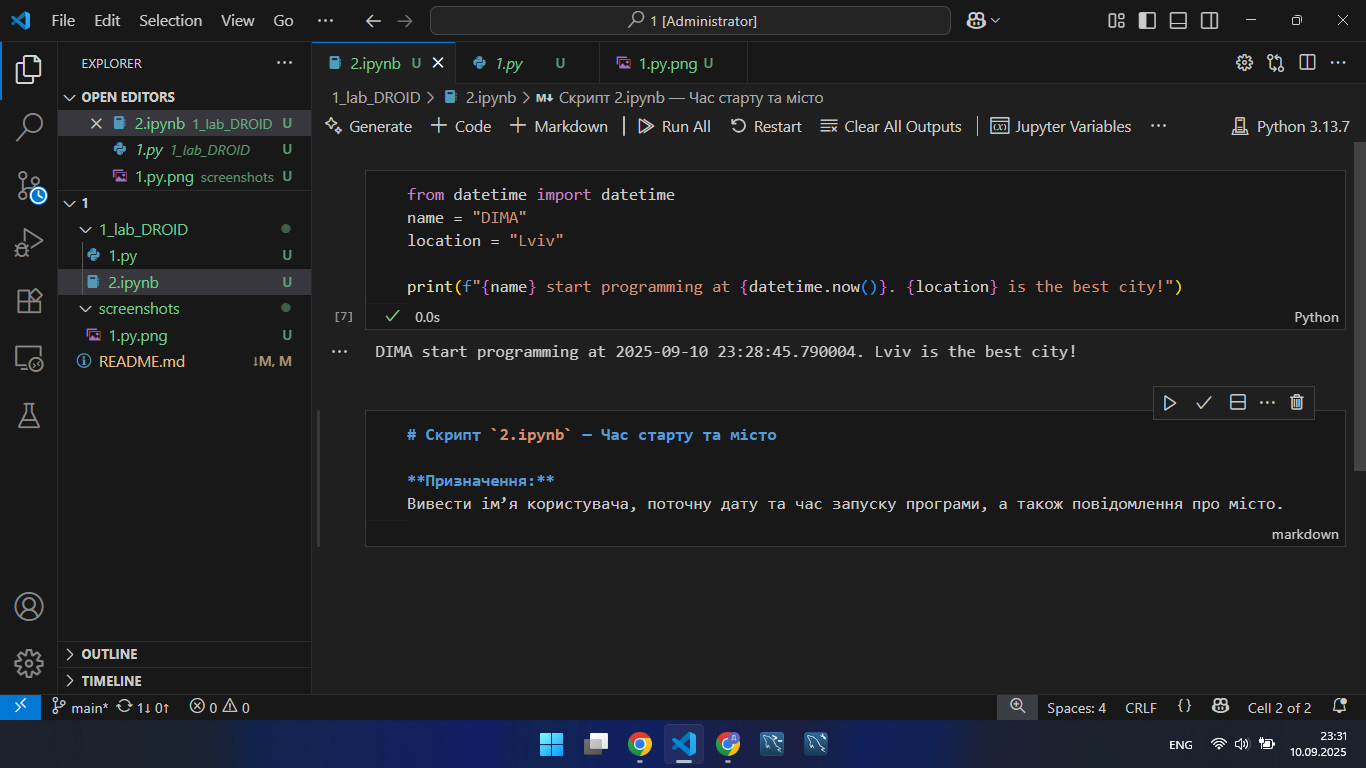 File Edit Selection View Go ··· 1 [Administrator]
EXPLORER ···
OPEN EDITORS
2.ipynb 1_lab_DROID U
1.py 1_lab_DROID U
1.py.png screenshots U
1
1_lab_DROID
1.py U
2.ipynb U
screenshots
1.py.png U
README.md ↓M, M
OUTLINE
TIMELINE
2.ipynb U 1.py U 1.py.png U
1_lab_DROID > 2.ipynb > M↓ Скрипт 2.ipynb — Час старту та місто
Generate + Code + Markdown Run All Restart Clear All Outputs Jupyter Variables ··· Python 3.13.7
from datetime import datetime
name = "DIMA"
location = "Lviv"
print(f"{name} start programming at {datetime.now()}. {location} is the best city!")
[7] 0.0s Python
DIMA start programming at 2025-09-10 23:28:45.790004. Lviv is the best city!
# Скрипт `2.ipynb` — Час старту та місто
**Призначення:**
Вивести ім’я користувача, поточну дату та час запуску програми, а також повідомлення про місто.
markdown
main* 1↓ 0↑ 0 0 Spaces: 4 CRLF {} Cell 2 of 2
ENG 23:31
10.09.2025